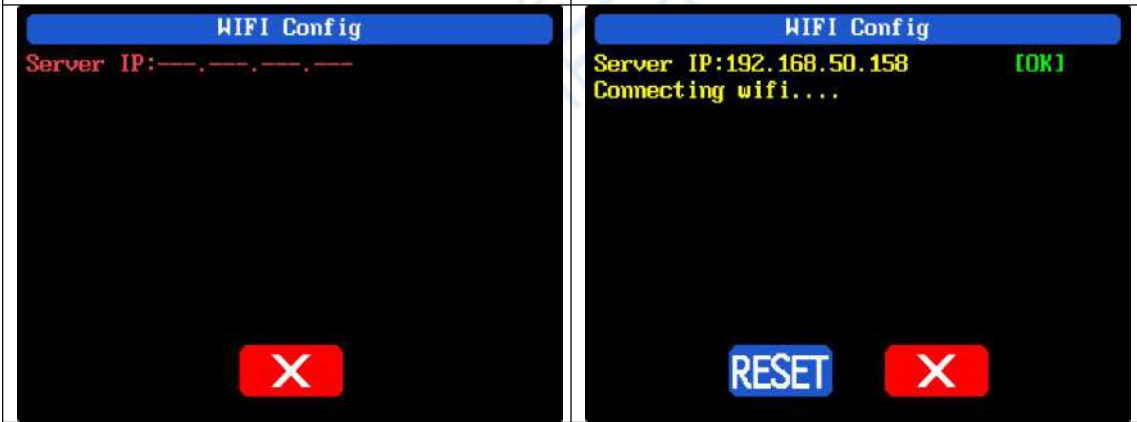 WIFI Config
Server IP:---.---.---.---
X
WIFI Config
Server IP:192.168.50.158 [OK]
Connecting wifi....
RESET X